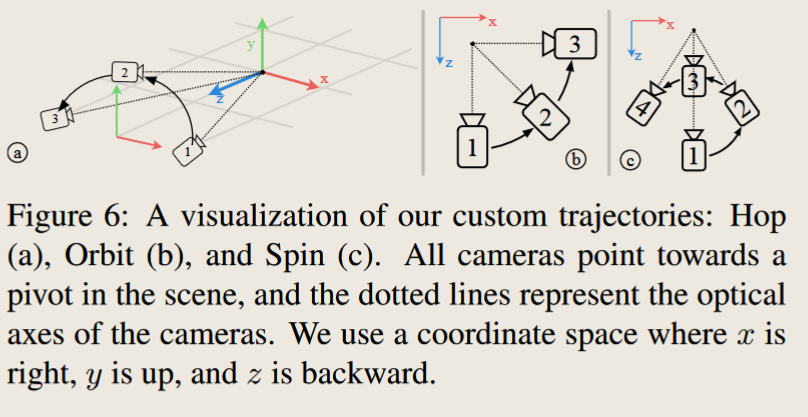 y
x
z
1
2
3
a
x
z
1
2
3
b
x
z
1
2
3
4
c
Figure 6: A visualization of our custom trajectories: Hop
(a), Orbit (b), and Spin (c). All cameras point towards a
pivot in the scene, and the dotted lines represent the optical
axes of the cameras. We use a coordinate space where x is
right, y is up, and z is backward.